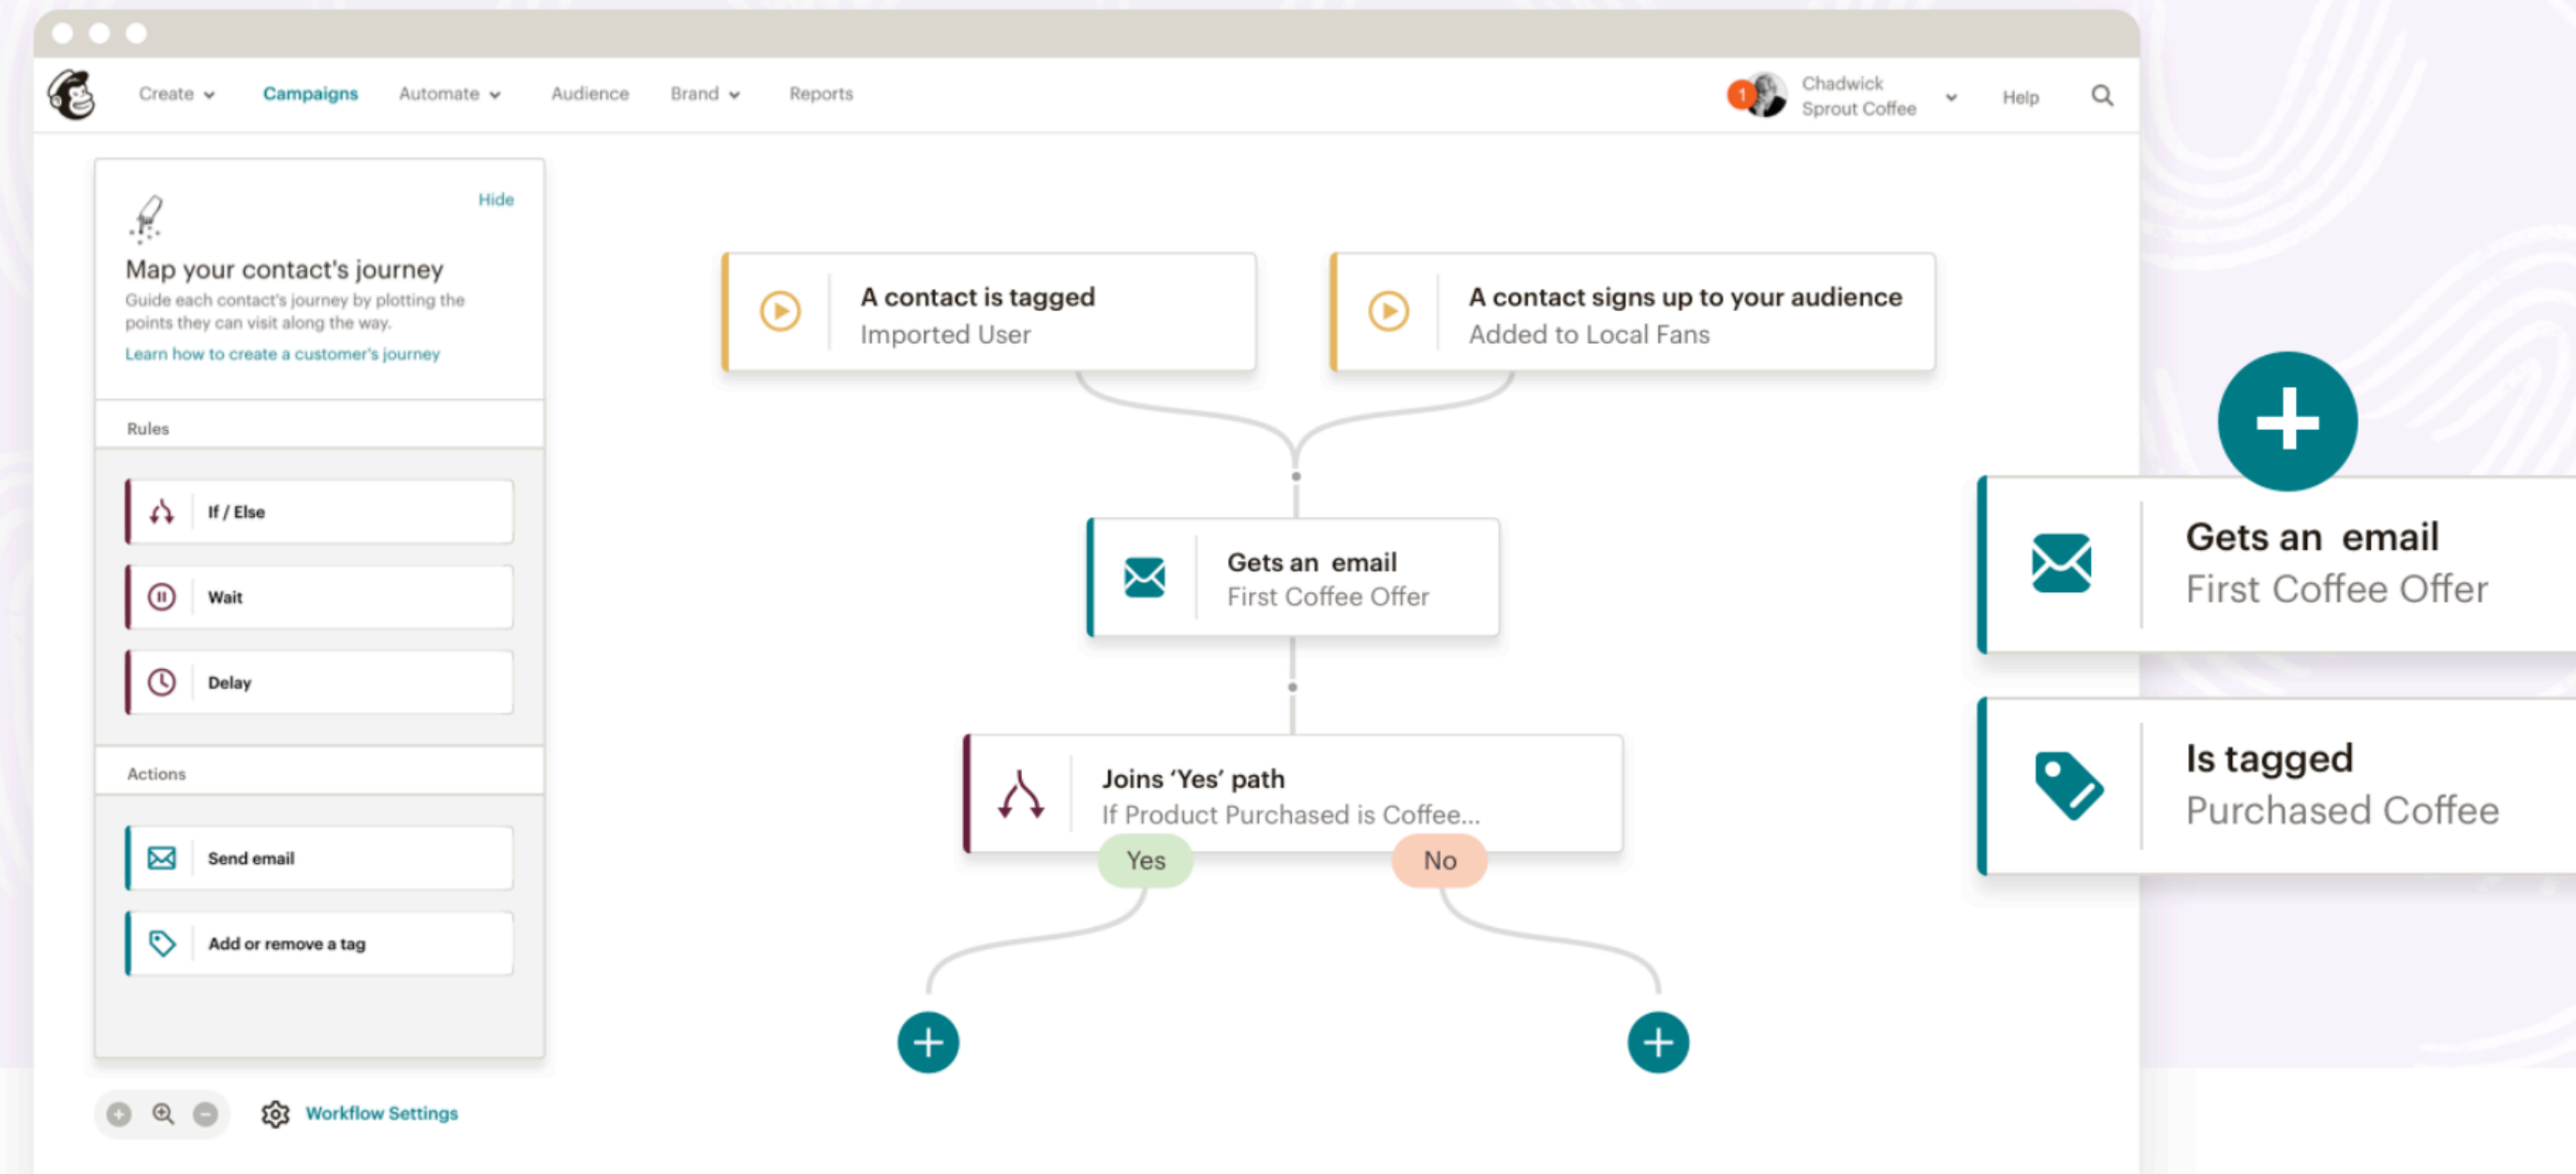 Create
Campaigns
Automate
Audience
Brand
Reports
1
Chadwick
Sprout Coffee
Help
Hide
Map your contact's journey
Guide each contact's journey by plotting the
points they can visit along the way.
Learn how to create a customer's journey
Rules
If / Else
Wait
Delay
Actions
Send email
Add or remove a tag
Workflow Settings
A contact is tagged
Imported User
A contact signs up to your audience
Added to Local Fans
Gets an  email
First Coffee Offer
Joins ‘Yes’ path
If Product Purchased is Coffee...
Yes
No
Gets an  email
First Coffee Offer
Is tagged
Purchased Coffee